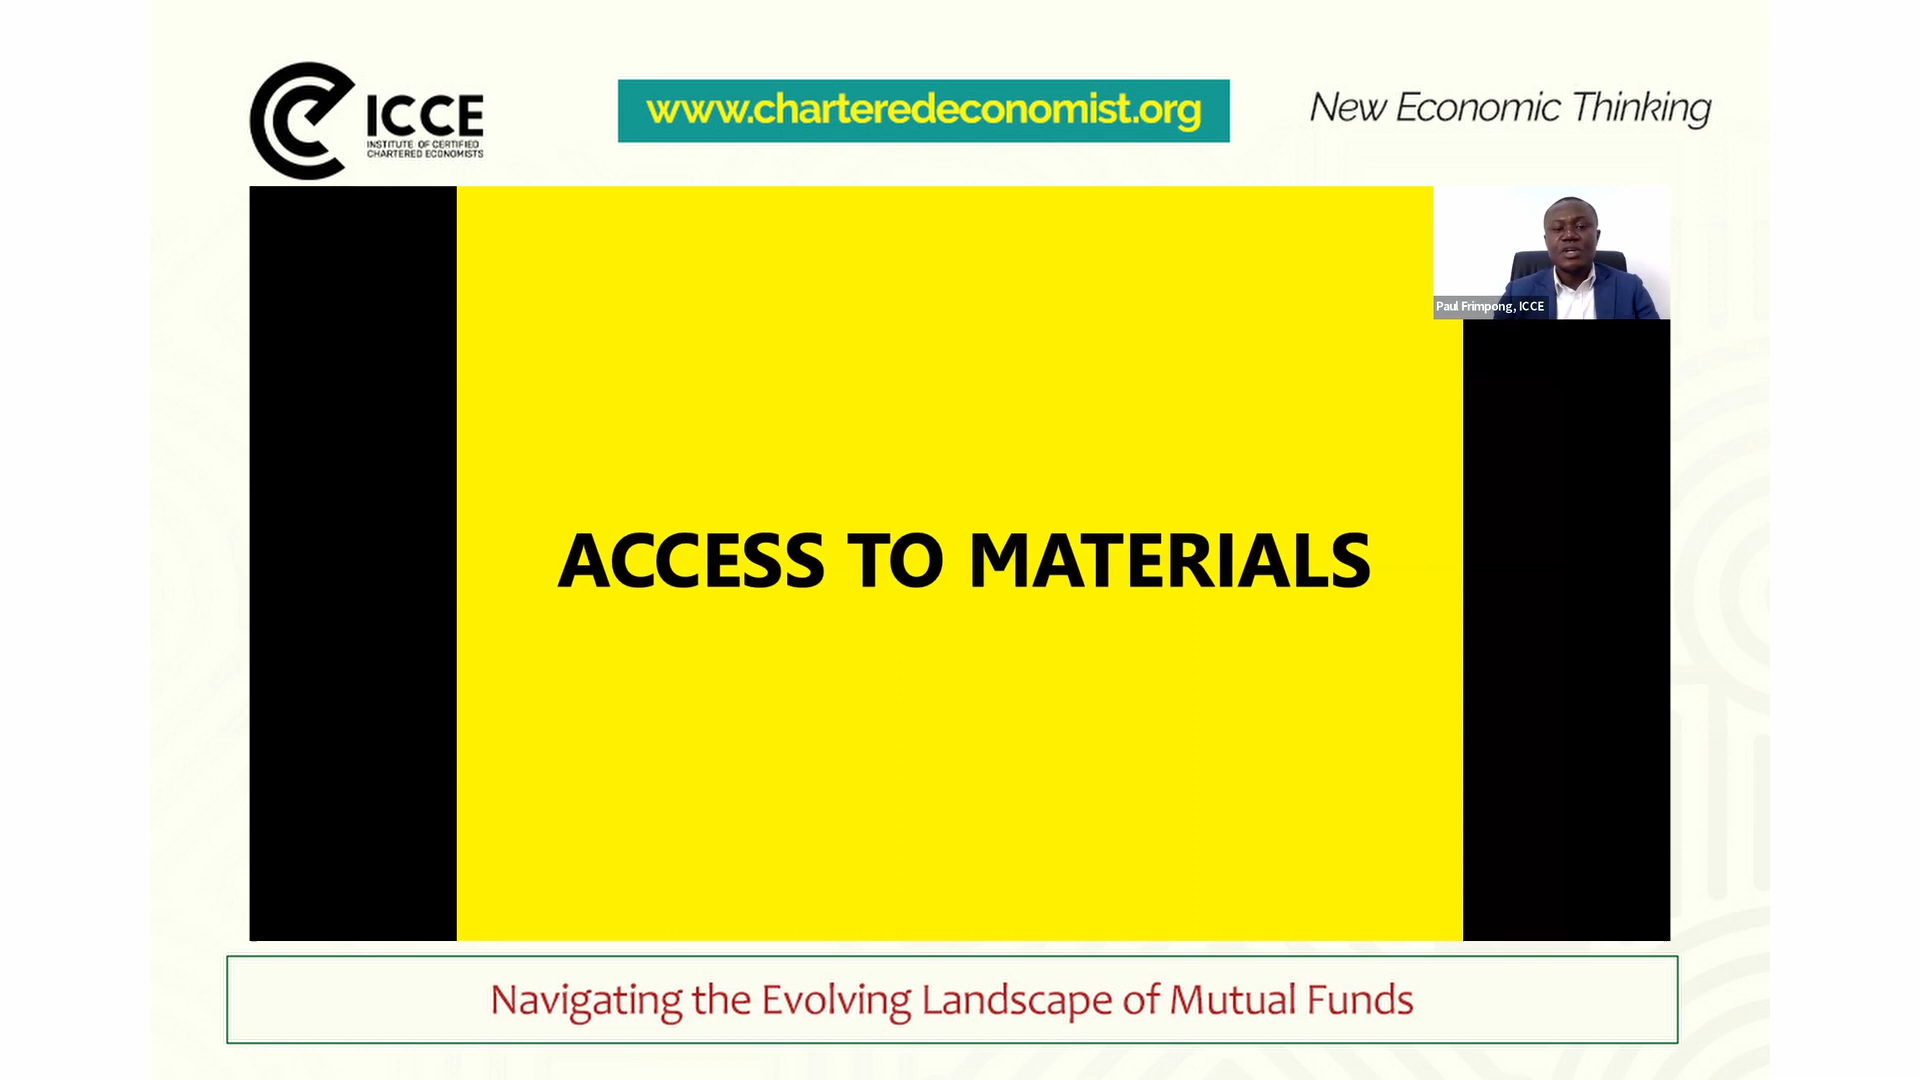 ICCE
INSTITUTE OF CERTIFIED
CHARTERED ECONOMISTS
www.charteredeconomist.org
New Economic Thinking
Paul Frimpong, ICCE
ACCESS TO MATERIALS
Navigating the Evolving Landscape of Mutual Funds